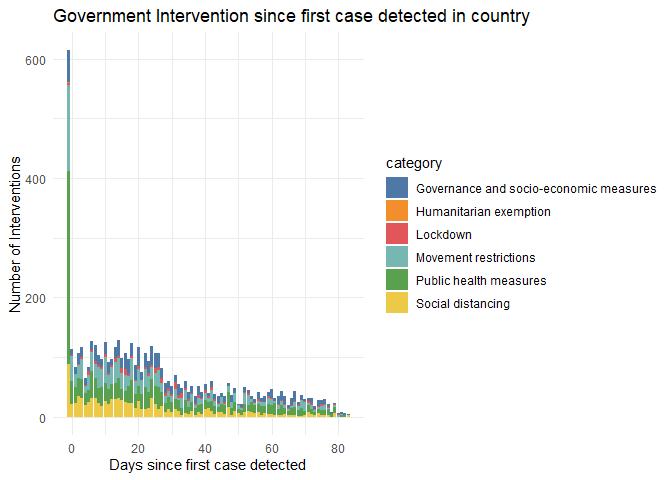 Government Intervention since first case detected in country
Number of Interventions
600
400
200
0
0 20 40 60 80
Days since first case detected
category
Governance and socio-economic measures
Humanitarian exemption
Lockdown
Movement restrictions
Public health measures
Social distancing